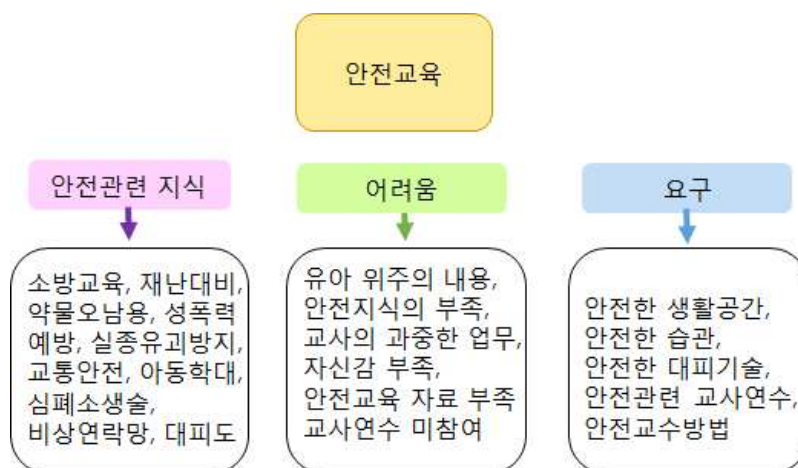 안전교육
안전관련 지식
어려움
요구
소방교육, 재난대비,
약물오남용, 성폭력
예방, 실종유괴방지,
교통안전, 아동학대,
심폐소생술,
비상연락망, 대피도
유아 위주의 내용,
안전지식의 부족,
교사의 과중한 업무,
자신감 부족,
안전교육 자료 부족
교사연수 미참여
안전한 생활공간,
안전한 습관,
안전한 대피기술,
안전관련 교사연수,
안전교수방법